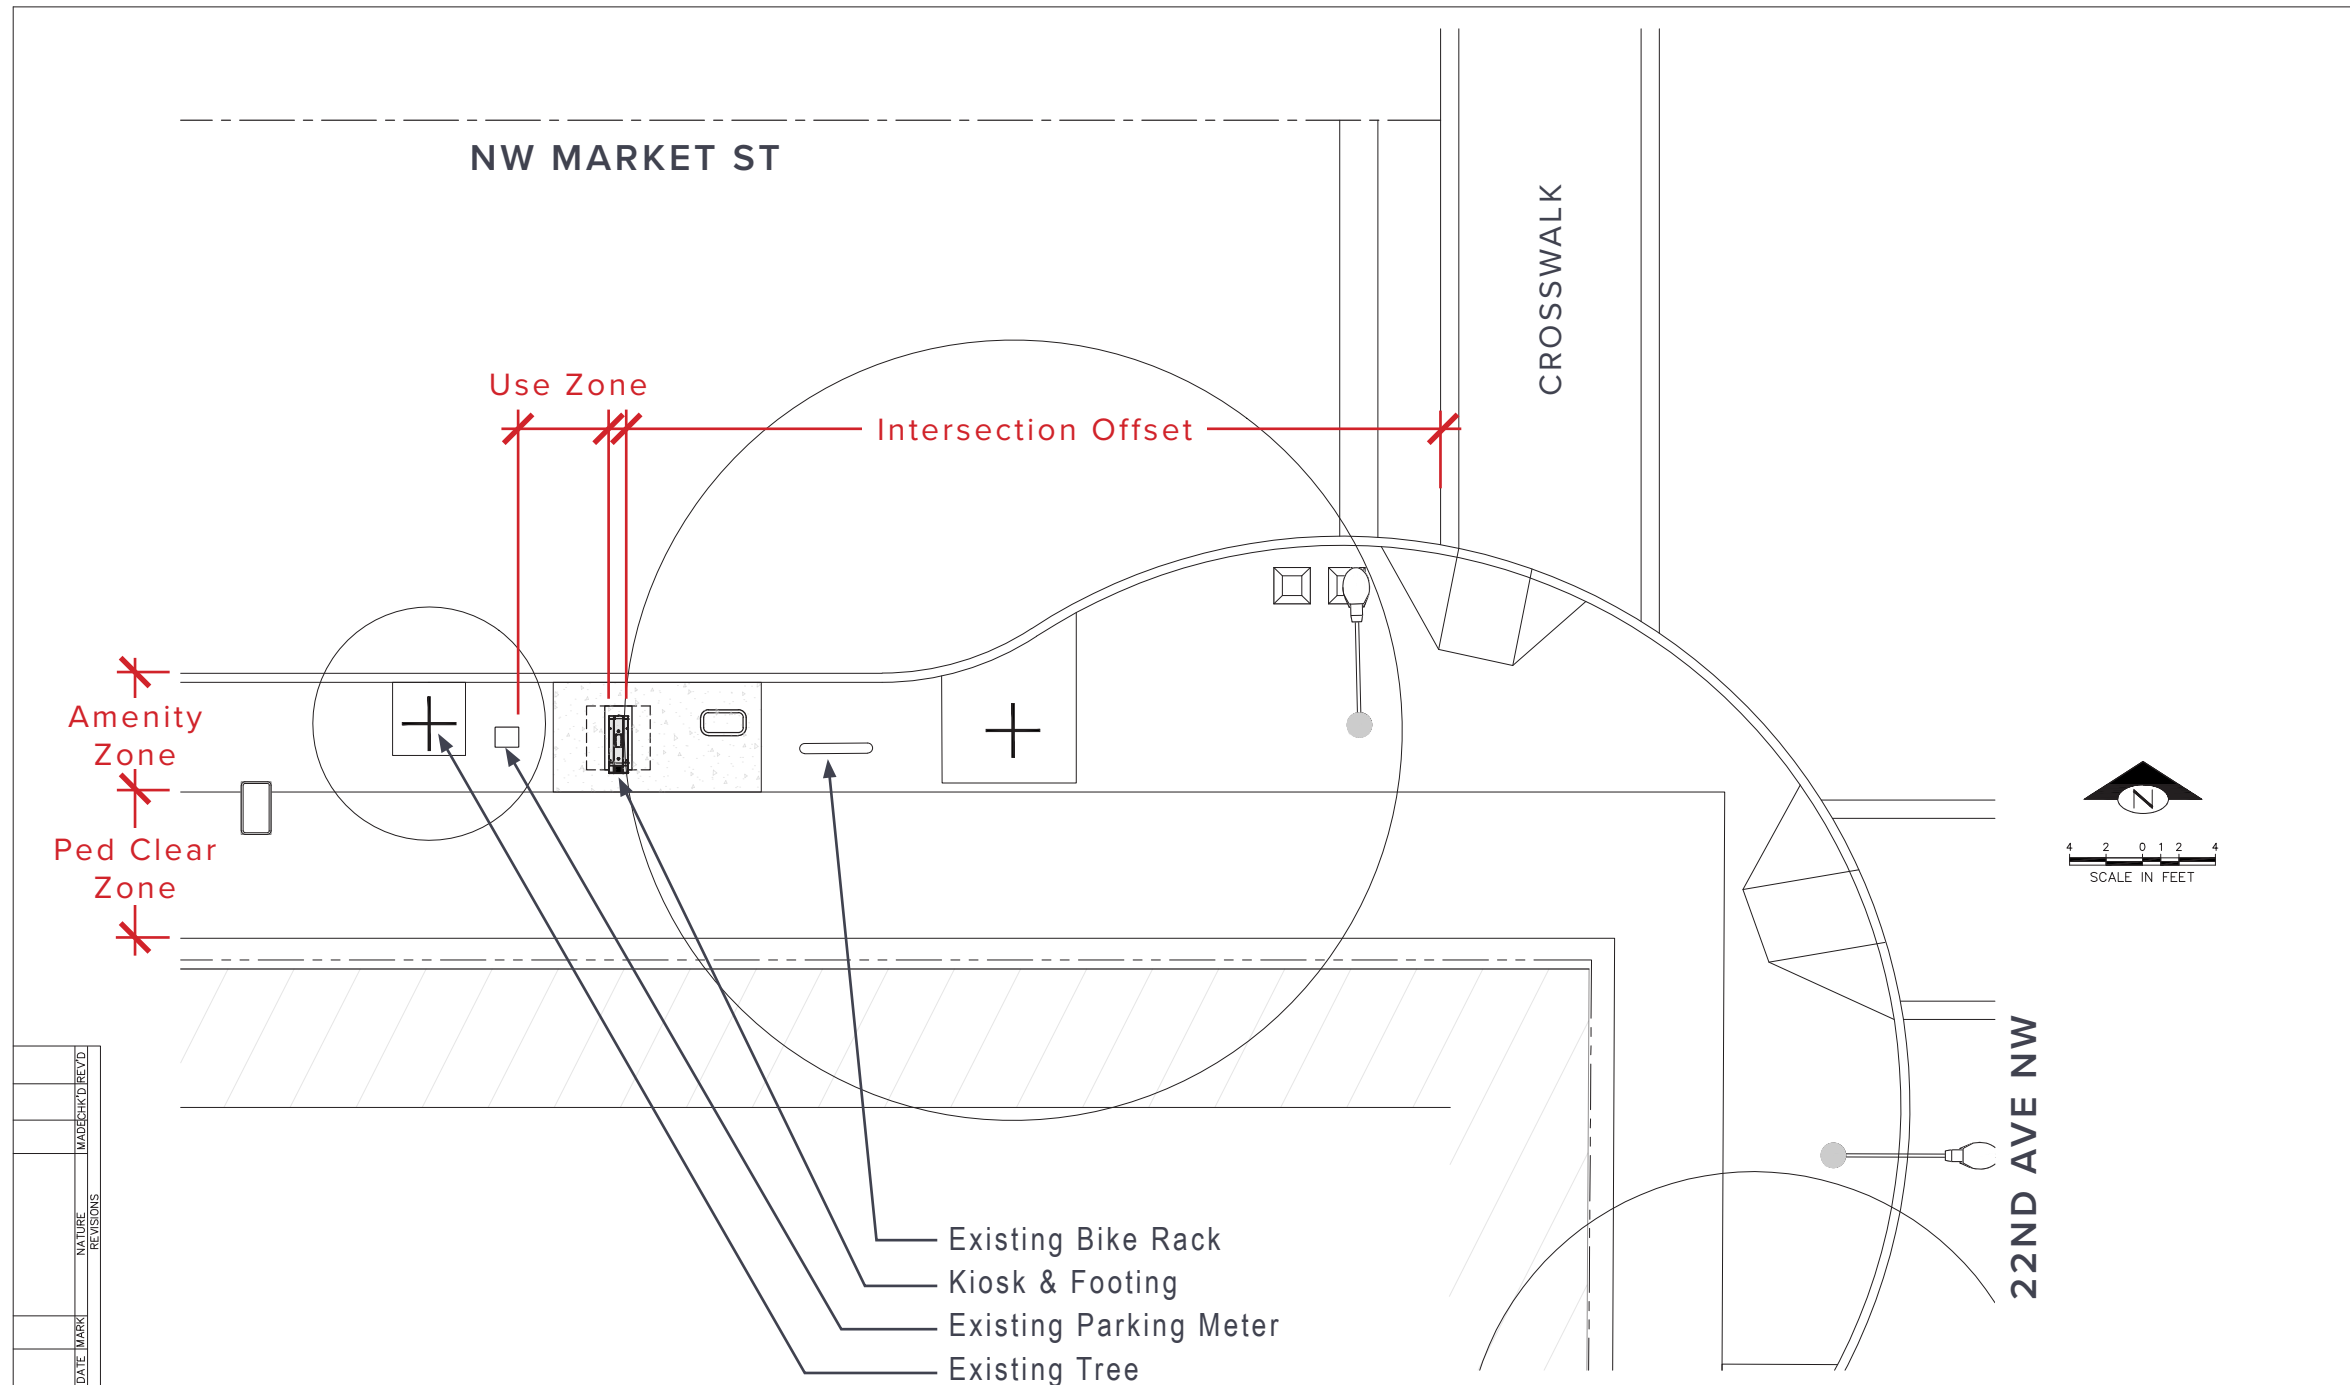 NW MARKET ST
CROSSWALK
Use Zone
Intersection Offset
Amenity
Zone
Ped Clear
Zone
N
4 2 0 1 2 4
SCALE IN FEET
22ND AVE NW
Existing Bike Rack
Kiosk & Footing
Existing Parking Meter
Existing Tree
DATE MARK NATURE MADE CHK'D REV'D
REVISIONS